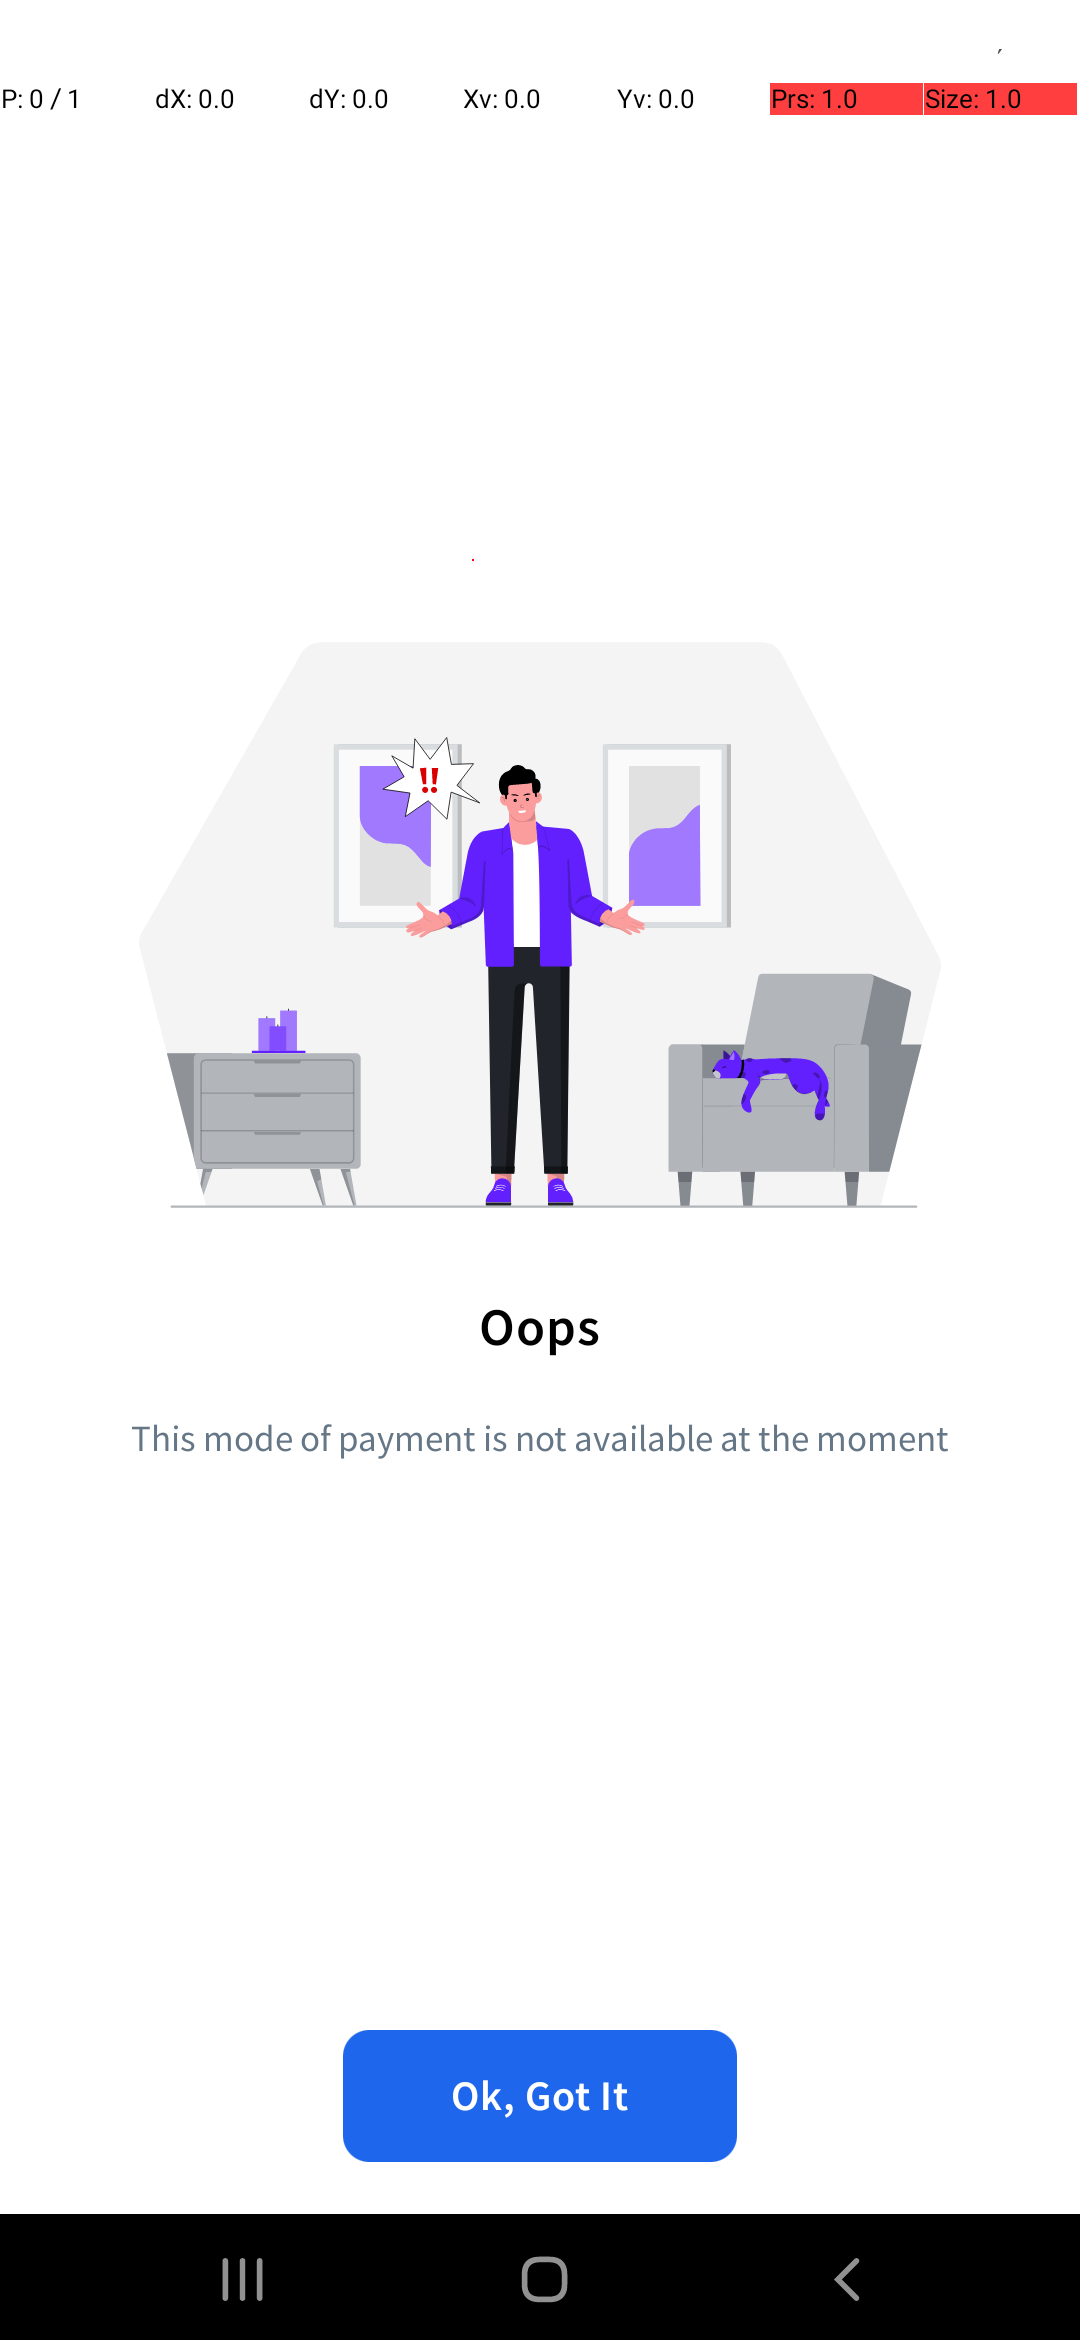 P: 0 / 1 dX: 0.0 dY: 0.0 Xv: 0.0 Yv: 0.0 Prs: 1.0 Size: 1.0
!!
Oops
This mode of payment is not available at the moment
Ok, Got It